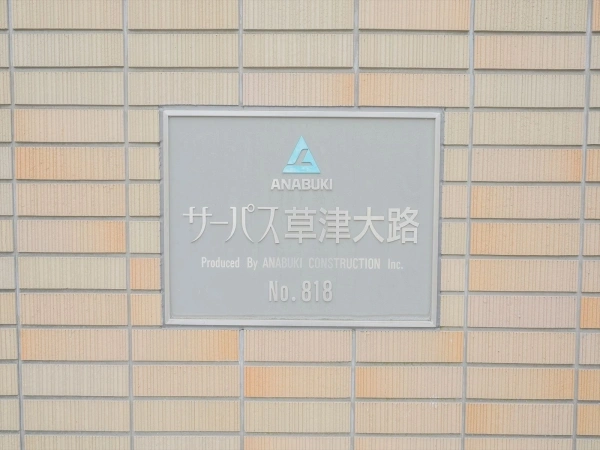 ANABUKI
サーパス草津大路
Produced By ANABUKI CONSTRUCTION Inc.
No.818